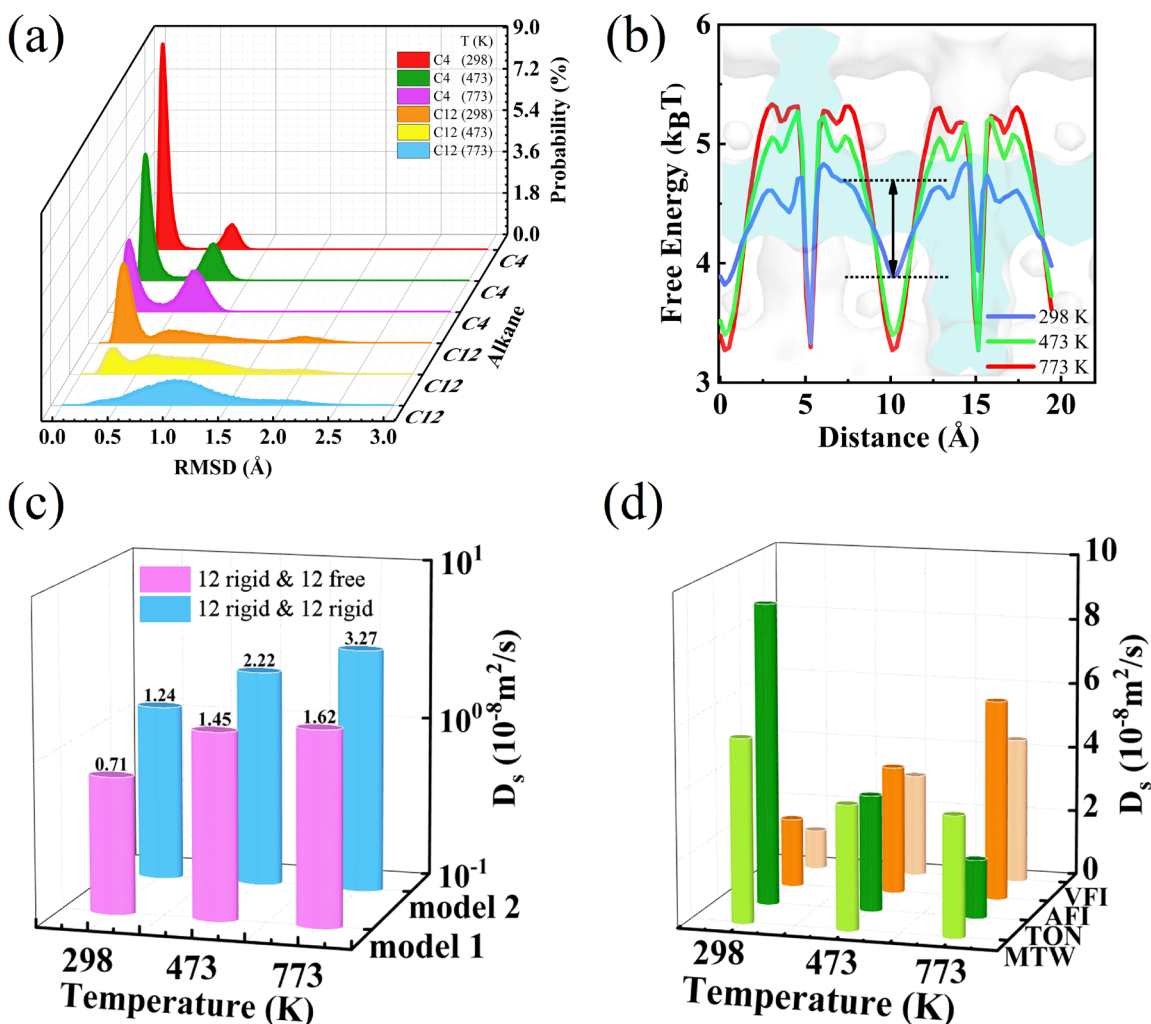 (a)
T (K)
C4 (298)
C4 (473)
C4 (773)
C12 (298)
C12 (473)
C12 (773)
9.0
7.2
5.4
3.6
1.8
0.0
Probability (%)
C4
C4
C4
C12
C12
C12
Alkane
0.0 0.5 1.0 1.5 2.0 2.5 3.0
RMSD (Å)
(b)
6
5
4
3
Free Energy (kBT)
298 K
473 K
773 K
0 5 10 15 20
Distance (Å)
(c)
12 rigid & 12 free
12 rigid & 12 rigid
0.71
1.24
1.45
2.22
1.62
3.27
10¹
10⁰
10⁻¹
Ds (10⁻⁸m²/s)
model 2
model 1
298 473 773
Temperature (K)
(d)
10
8
6
4
2
0
Ds (10⁻⁸m²/s)
VFI
AFI
TON
MTW
298 473 773
Temperature (K)